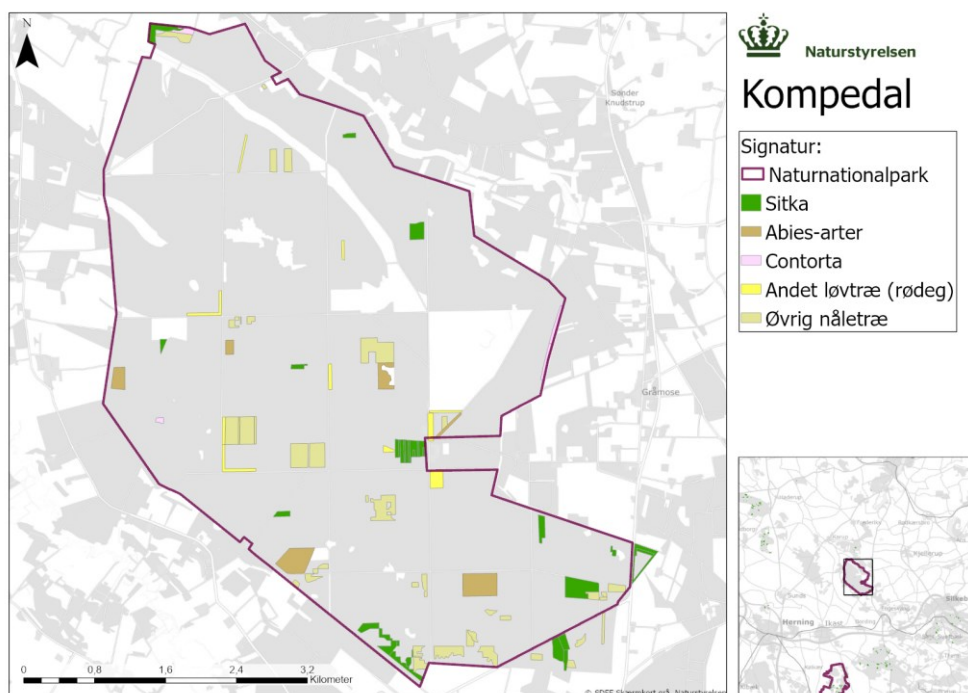 N
Sønder
Knudstrup
Gråmose
0 0,8 1,6 2,4 3,2
Kilometer
Naturstyrelsen
Kompedal
Signatur:
Naturnationalpark
Sitka
Abies-arter
Contorta
Andet løvtræ (rødeg)
Øvrig nåletræ
Herning
Ikast